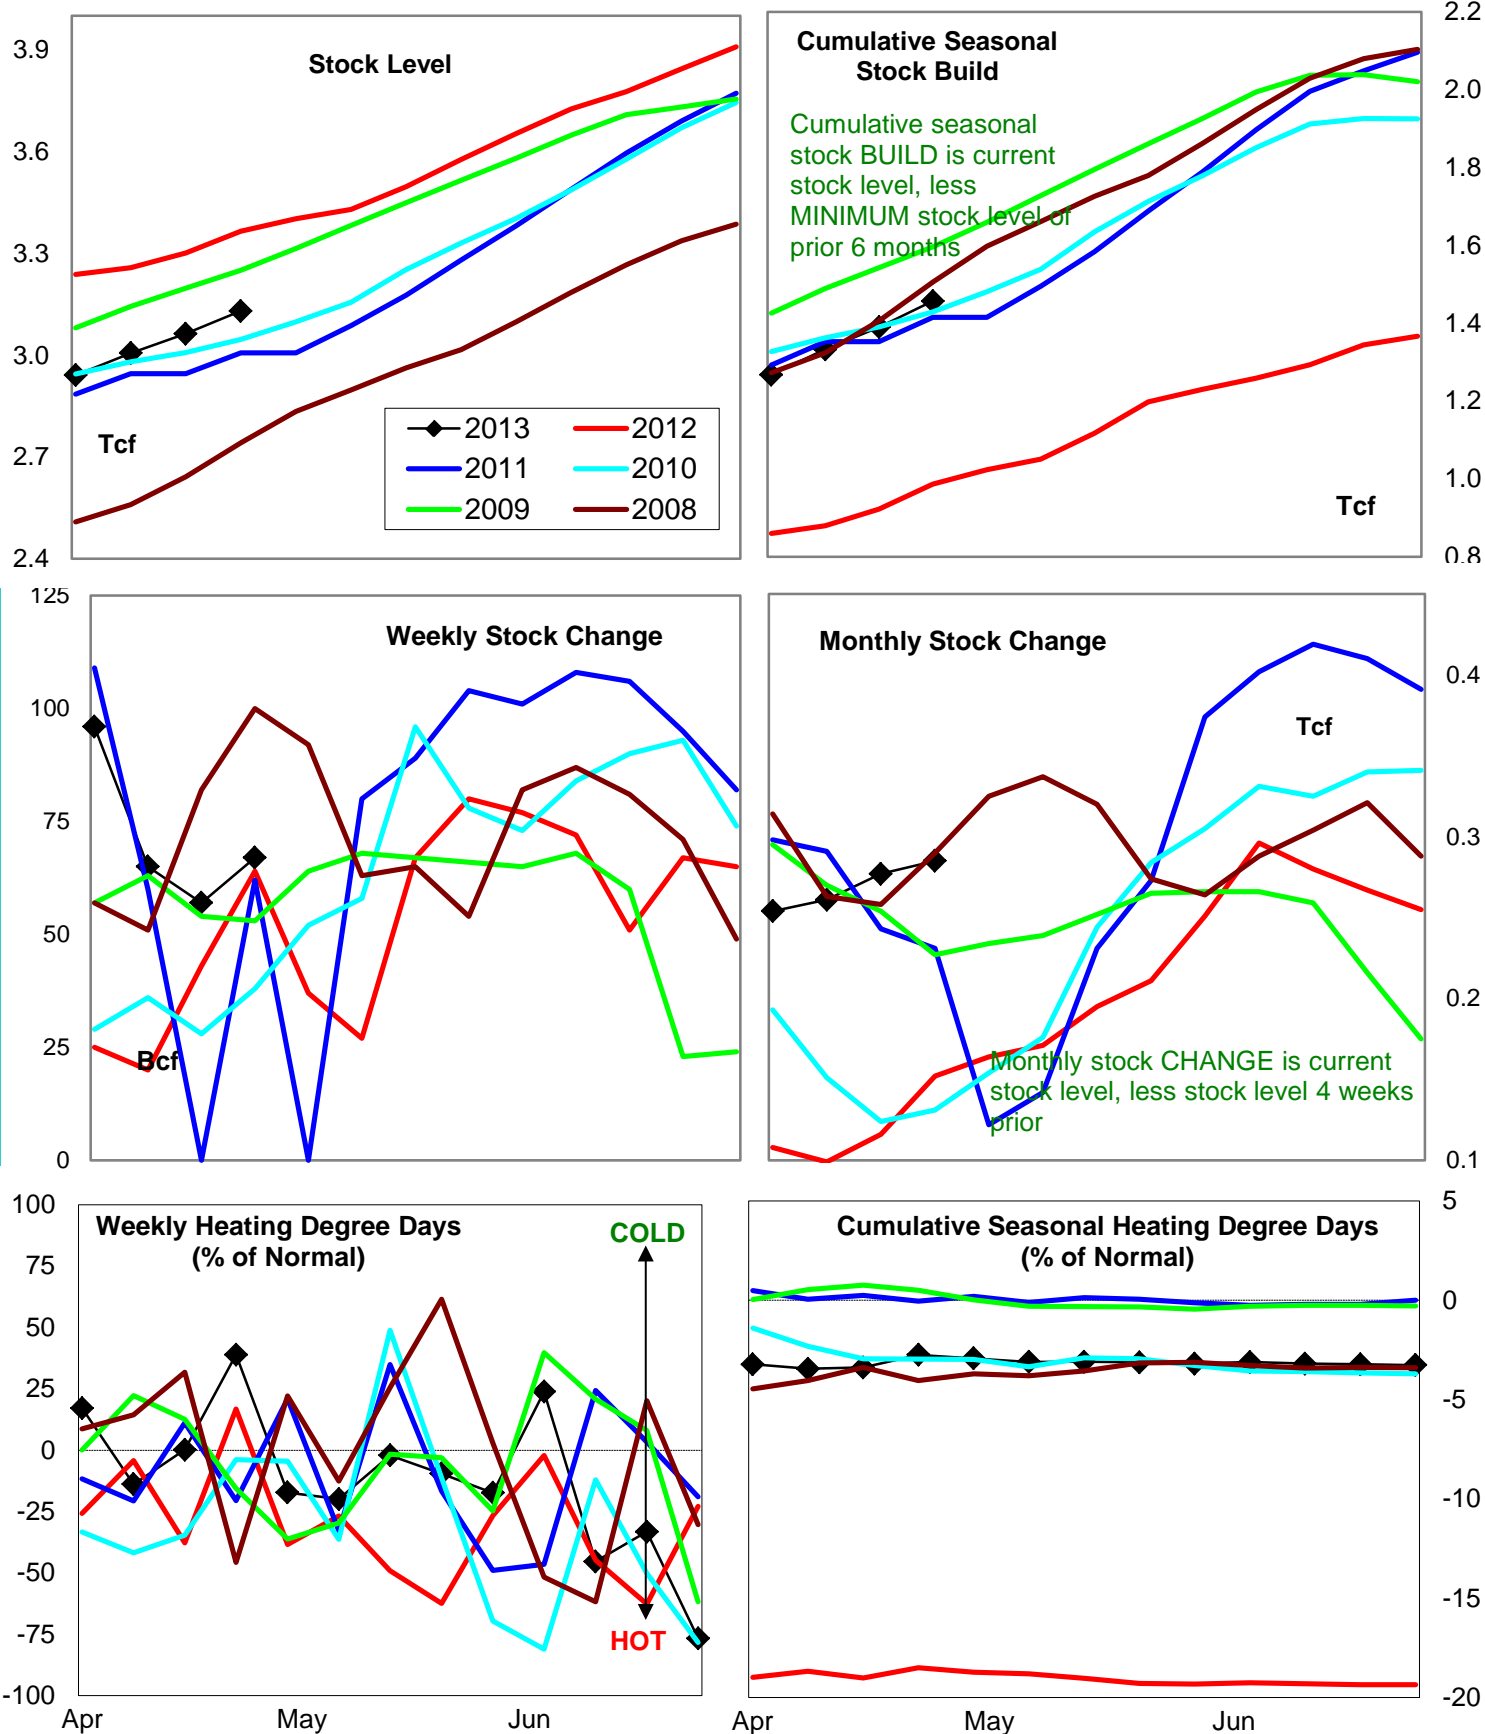 Stock Level
3.9
3.6
3.3
3.0
2.7
2.4
Tcf
2013
2012
2011
2010
2009
2008
Cumulative Seasonal
Stock Build
Cumulative seasonal
stock BUILD is current
stock level, less
MINIMUM stock level of
prior 6 months
Tcf
2.2
2.0
1.8
1.6
1.4
1.2
1.0
0.8
Weekly Stock Change
125
100
75
50
25
0
Bcf
Monthly Stock Change
Tcf
Monthly stock CHANGE is current
stock level, less stock level 4 weeks
prior
0.4
0.3
0.2
0.1
Weekly Heating Degree Days
(% of Normal)
COLD
HOT
100
75
50
25
0
-25
-50
-75
-100
Apr
May
Jun
Cumulative Seasonal Heating Degree Days
(% of Normal)
5
0
-5
-10
-15
-20
Apr
May
Jun